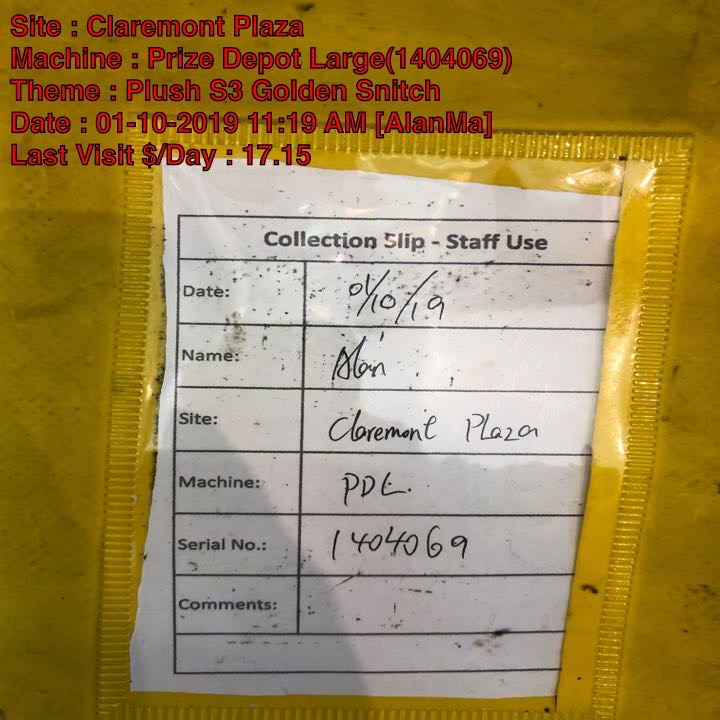 Site : Claremont Plaza
Machine : Prize Depot Large(1404069)
Theme : Plush S3 Golden Snitch
Date : 01-10-2019 11:19 AM [AlanMa]
Last Visit $/Day : 17.15
Collection Slip - Staff Use
Date: 01/10/19
Name: Alan
Site: Claremont Plaza
Machine: PDL.
Serial No.: 1404069
Comments: